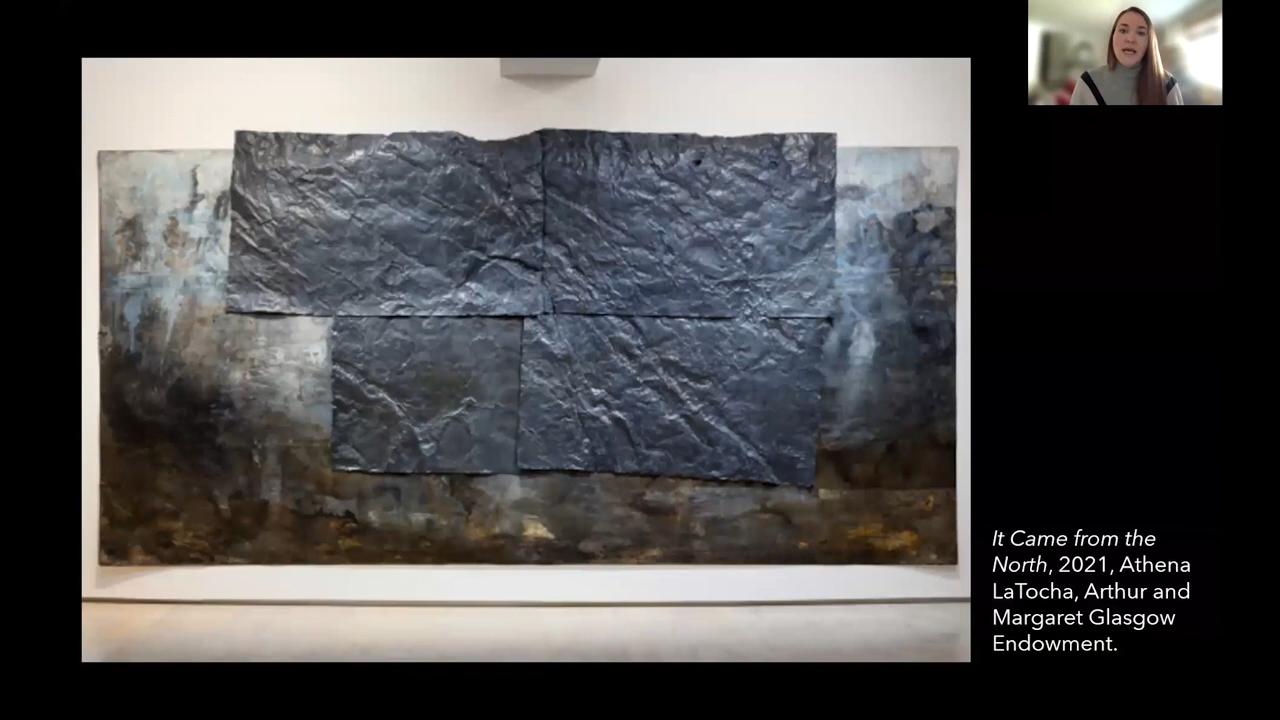 It Came from the
North, 2021, Athena
LaTocha, Arthur and
Margaret Glasgow
Endowment.